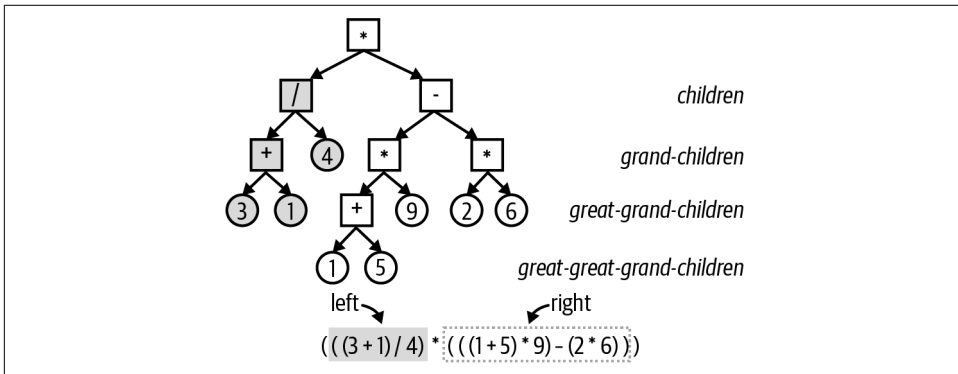 *
/ - children
+ 4 * * grand-children
3 1 + 9 2 6 great-grand-children
1 5 great-great-grand-children
left right
( ( (3 + 1) / 4) * ( ( (1 + 5) * 9) – (2 * 6) ) )